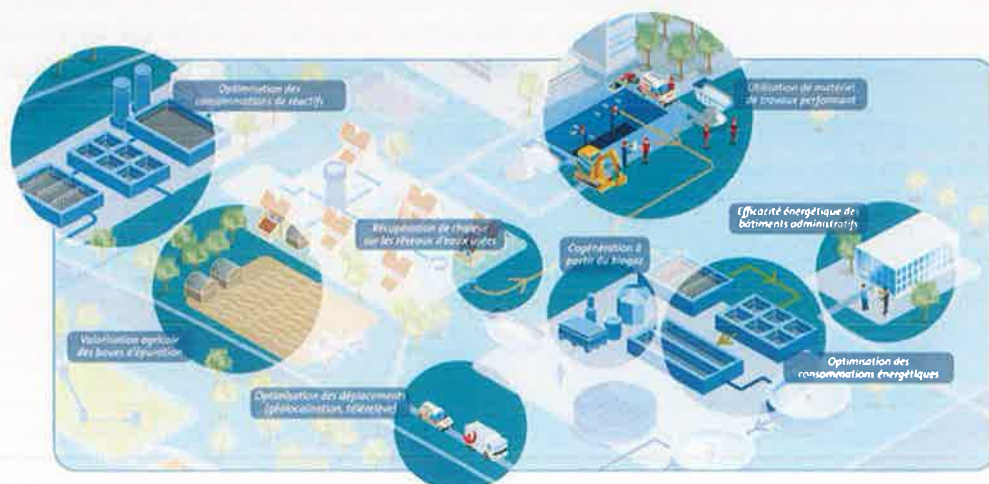 Optimisation des
consommations de réactifs
Utilisation de matériel
de travaux performant
Efficacité énergétique des
bâtiments administratifs
Récupération de chaleur
sur les réseaux d'eaux usées
Cogénération à
partir du biogaz
Valorisation agricole
des boues d'épuration
Optimisation des
consommations énergétiques
Optimisation des déplacements
(géolocalisation, télérelève)